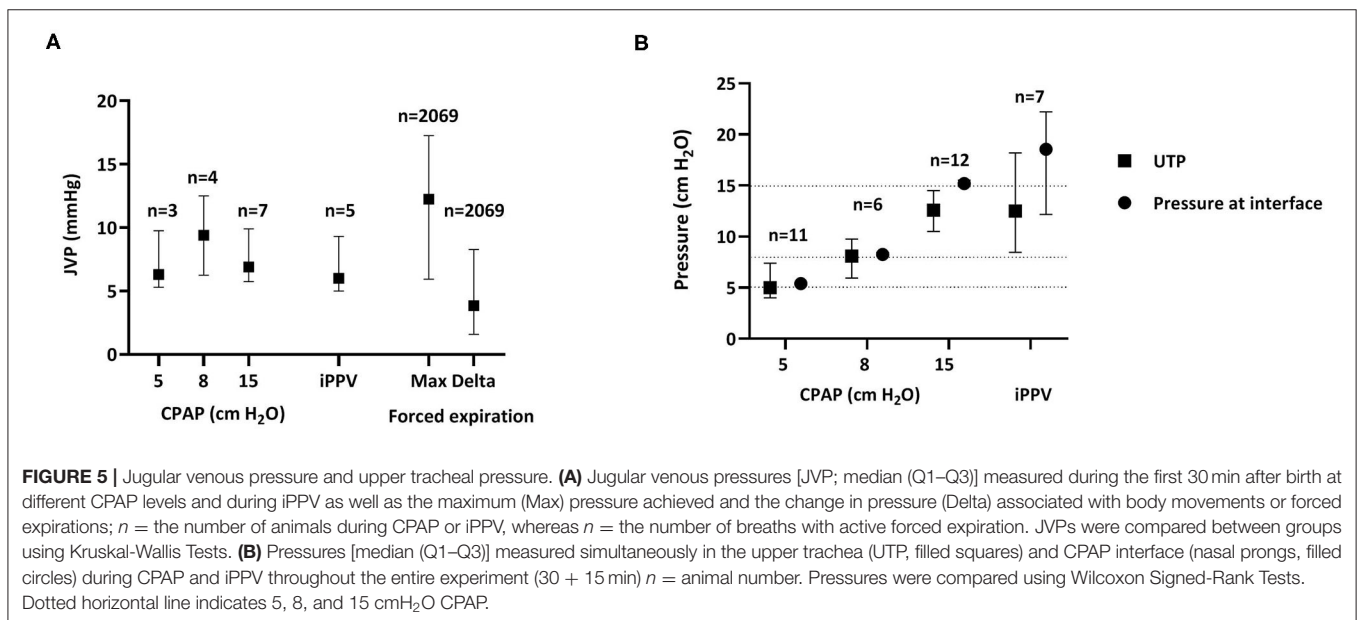 A
B
20
15
10
5
0
JVP (mmHg)
n=3
n=4
n=7
n=5
n=2069
n=2069
5
8
15
iPPV
Max Delta
CPAP (cm H₂O)
Forced expiration
25
20
15
10
5
0
Pressure (cm H₂O)
n=11
n=6
n=12
n=7
5
8
15
CPAP (cm H₂O)
iPPV
UTP
Pressure at interface
FIGURE 5 | Jugular venous pressure and upper tracheal pressure. (A) Jugular venous pressures [JVP; median (Q1–Q3)] measured during the first 30 min after birth at
different CPAP levels and during iPPV as well as the maximum (Max) pressure achieved and the change in pressure (Delta) associated with body movements or forced
expirations; n = the number of animals during CPAP or iPPV, whereas n = the number of breaths with active forced expiration. JVPs were compared between groups
using Kruskal-Wallis Tests. (B) Pressures [median (Q1–Q3)] measured simultaneously in the upper trachea (UTP, filled squares) and CPAP interface (nasal prongs, filled
circles) during CPAP and iPPV throughout the entire experiment (30 + 15 min) n = animal number. Pressures were compared using Wilcoxon Signed-Rank Tests.
Dotted horizontal line indicates 5, 8, and 15 cmH₂O CPAP.